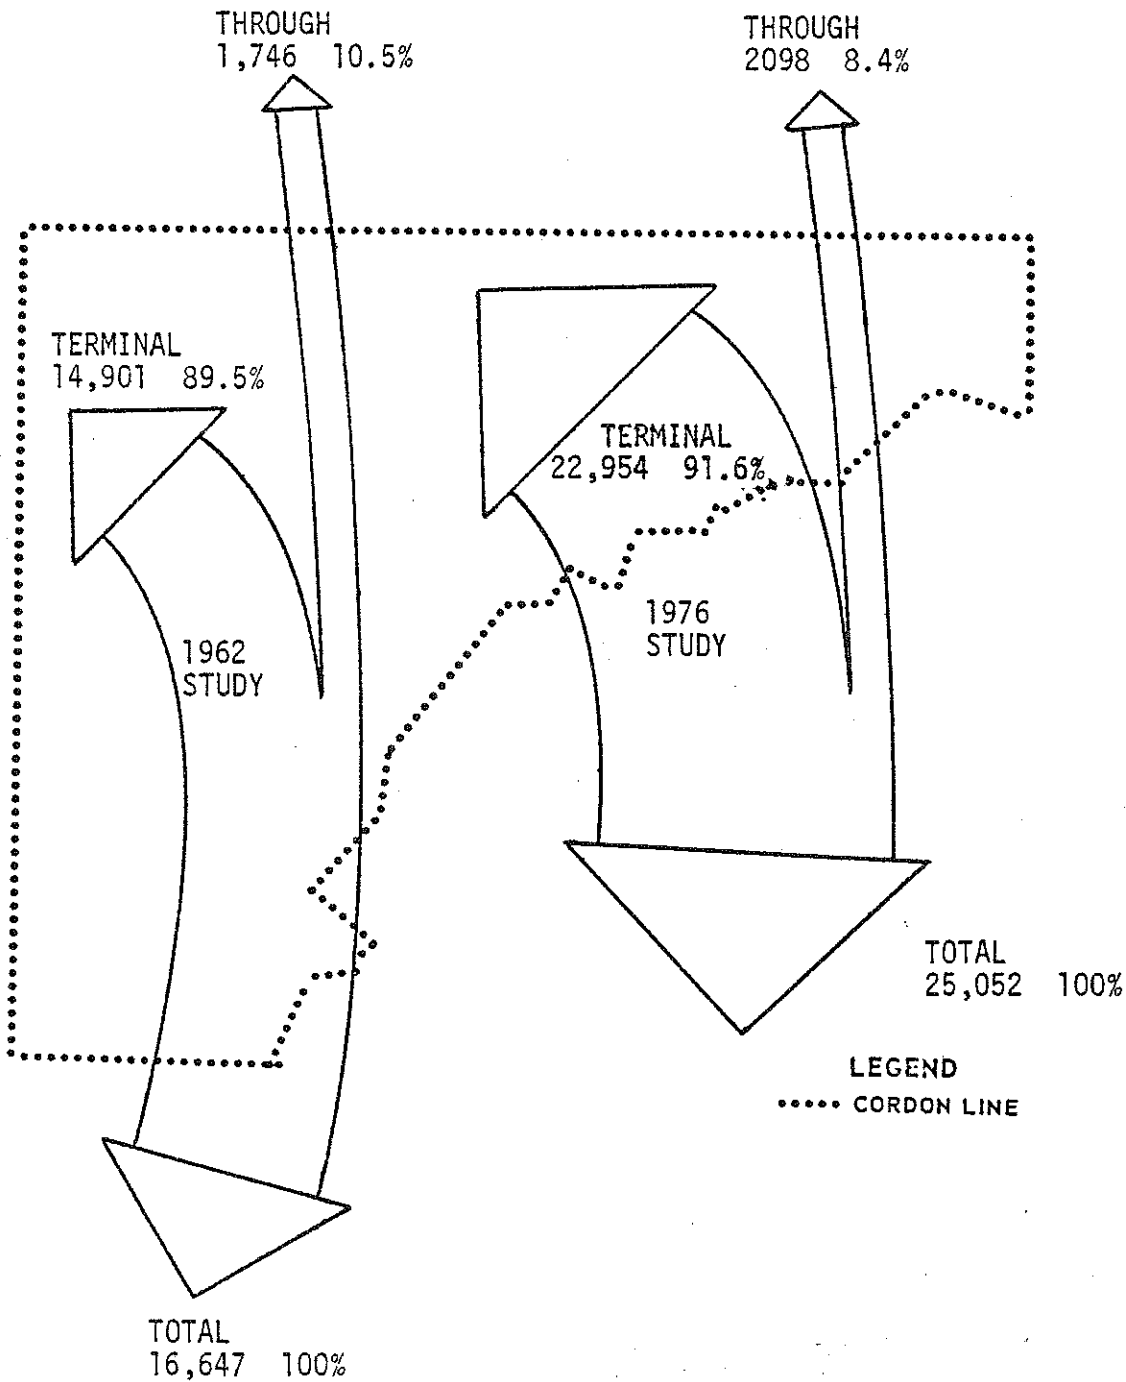 THROUGH
1,746 10.5%
THROUGH
2098 8.4%
TERMINAL
14,901 89.5%
TERMINAL
22,954 91.6%
1962
STUDY
1976
STUDY
TOTAL
25,052 100%
LEGEND
CORDON LINE
TOTAL
16,647 100%